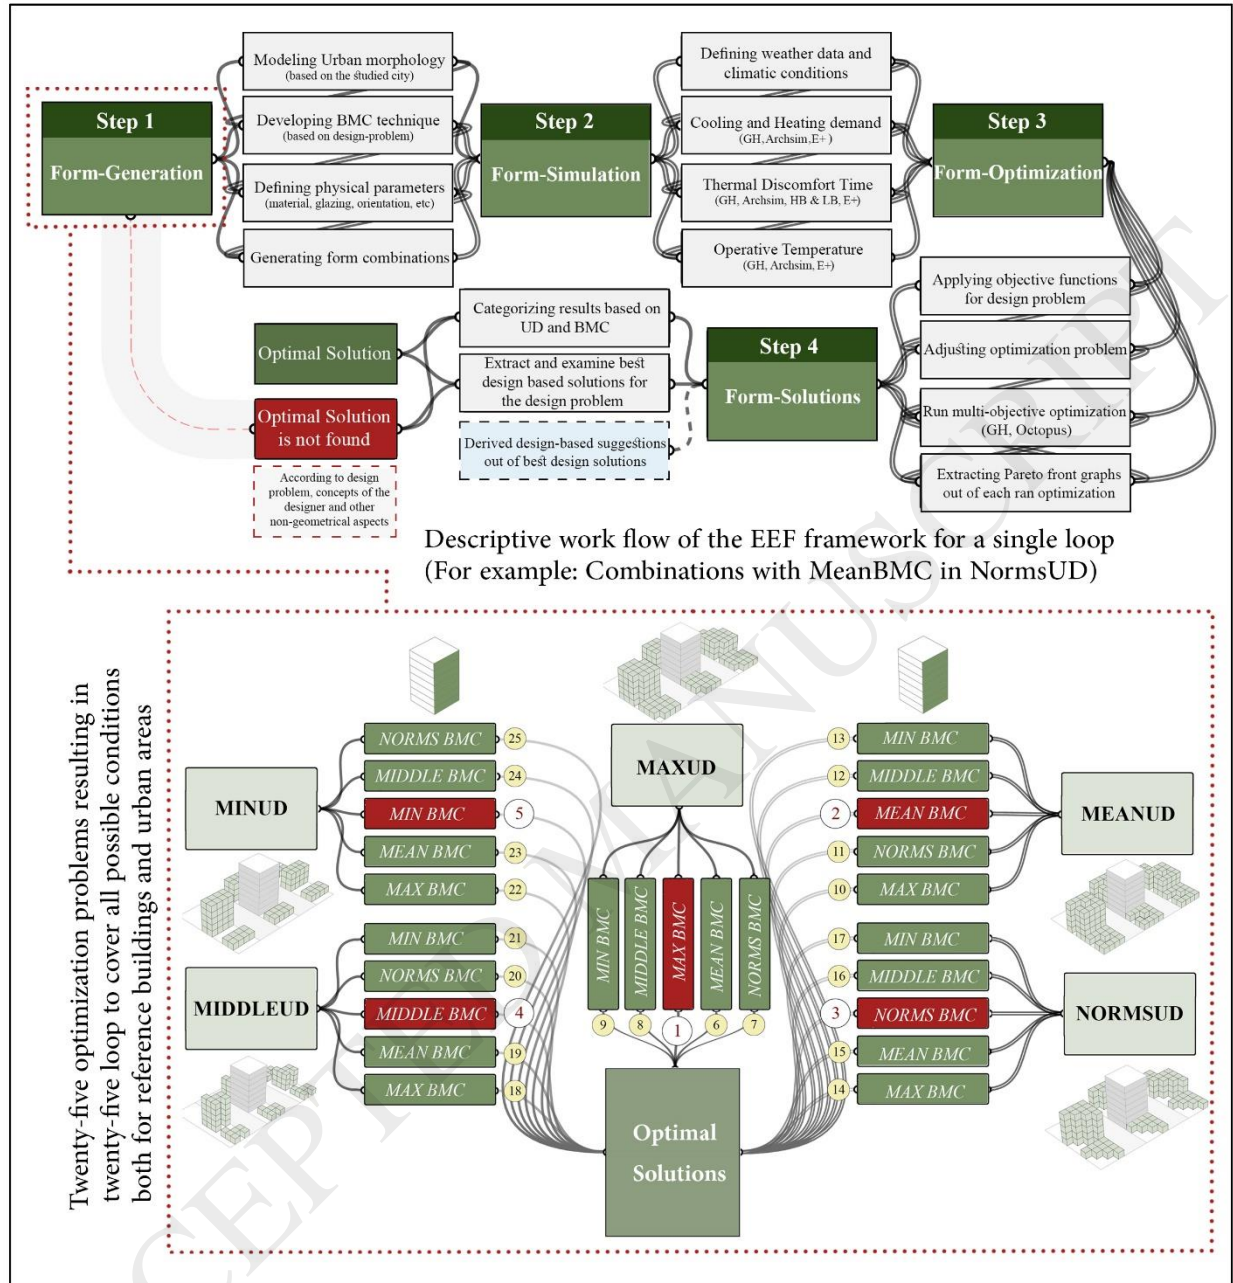 Step 1
Form-Generation
Modeling Urban morphology
(based on the studied city)
Developing BMC technique
(based on design-problem)
Defining physical parameters
(material, glazing, orientation, etc)
Generating form combinations
Step 2
Form-Simulation
Defining weather data and
climatic conditions
Cooling and Heating demand
(GH, Archsim,E+ )
Thermal Discomfort Time
(GH, Archsim, HB & LB, E+)
Operative Temperature
(GH, Archsim, E+)
Step 3
Form-Optimization
Applying objective functions
for design problem
Adjusting optimization problem
Run multi-objective optimization
(GH, Octopus)
Extracting Pareto front graphs
out of each ran optimization
Step 4
Form-Solutions
Categorizing results based on
UD and BMC
Extract and examine best
design based solutions for
the design problem
Derived design-based suggestions
out of best design solutions
Optimal Solution
Optimal Solution
is not found
According to design
problem, concepts of the
designer and other
non-geometrical aspects
Descriptive work flow of the EEF framework for a single loop
(For example: Combinations with MeanBMC in NormsUD)
Twenty-five optimization problems resulting in
twenty-five loop to cover all possible conditions
both for reference buildings and urban areas
MINUD
NORMS BMC 25
MIDDLE BMC 24
MIN BMC 5
MEAN BMC 23
MAX BMC 22
MIDDLEUD
MIN BMC 21
NORMS BMC 20
MIDDLE BMC 4
MEAN BMC 19
MAX BMC 18
MAXUD
MIN BMC 9
MIDDLE BMC 8
MAX BMC 1
MEAN BMC 6
NORMS BMC 7
MEANUD
13 MIN BMC
12 MIDDLE BMC
2 MEAN BMC
11 NORMS BMC
10 MAX BMC
NORMSUD
17 MIN BMC
16 MIDDLE BMC
3 NORMS BMC
15 MEAN BMC
14 MAX BMC
Optimal
Solutions
CEPTED MANUSCRIPT